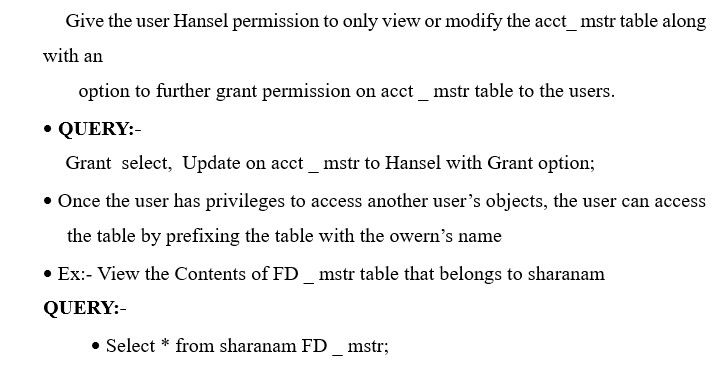 Give the user Hansel permission to only view or modify the acct_ mstr table along
with an
option to further grant permission on acct _ mstr table to the users.
• QUERY:-
Grant select, Update on acct _ mstr to Hansel with Grant option;
• Once the user has privileges to access another user’s objects, the user can access
the table by prefixing the table with the owern’s name
• Ex:- View the Contents of FD _ mstr table that belongs to sharanam
QUERY:-
• Select * from sharanam FD _ mstr;